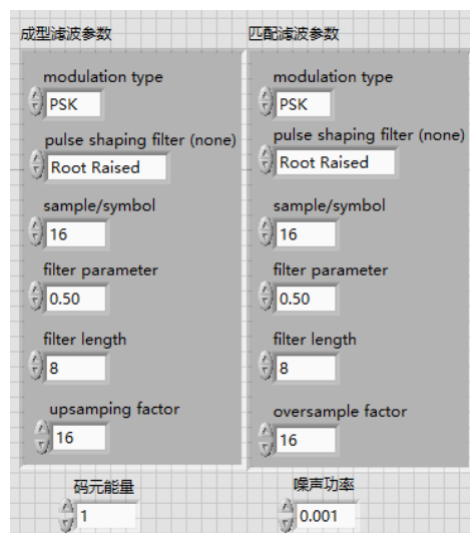 成型滤波参数
modulation type
PSK
pulse shaping filter (none)
Root Raised
sample/symbol
16
filter parameter
0.50
filter length
8
upsamping factor
16
码元能量
1
匹配滤波参数
modulation type
PSK
pulse shaping filter (none)
Root Raised
sample/symbol
16
filter parameter
0.50
filter length
8
oversample factor
16
噪声功率
0.001